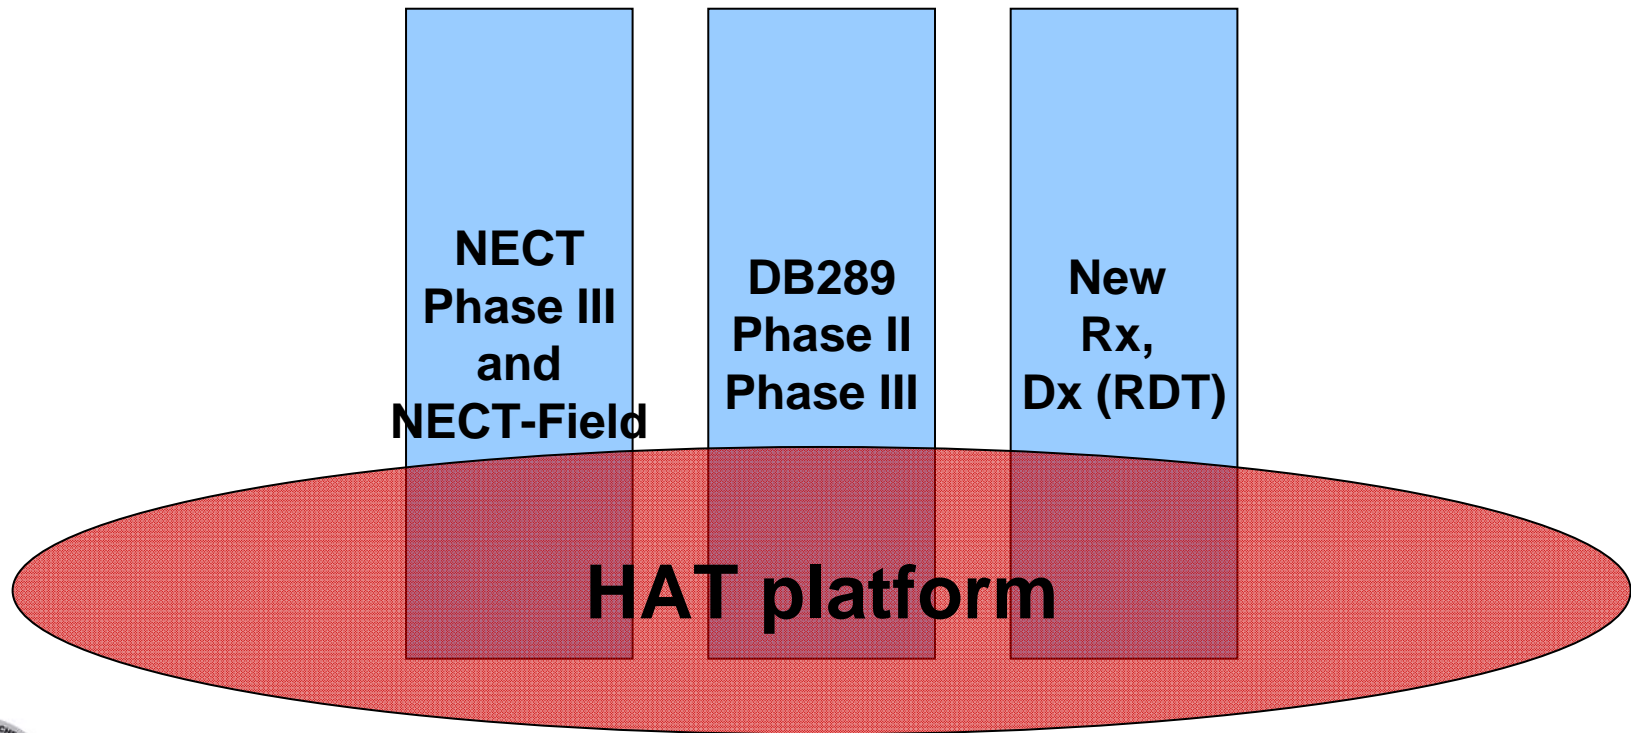 NECT
Phase III
and
NECT-Field
DB289
Phase II
Phase III
New
Rx,
Dx (RDT)
HAT platform